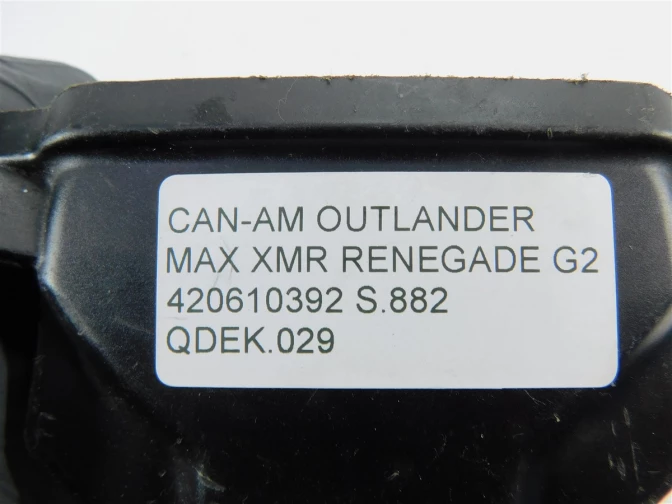 CAN-AM OUTLANDER
MAX XMR RENEGADE G2
420610392 S.882
QDEK.029